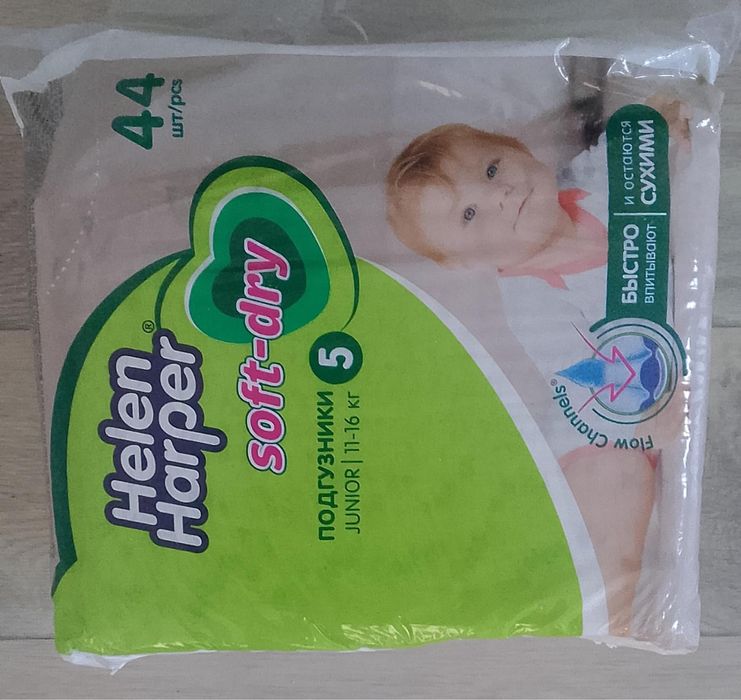 Helen
Harper®
soft-dry
ПОДГУЗНИКИ
JUNIOR | 11-16 кг
5
44
шт/pcs
БЫСТРО
ВПИТЫВАЮТ
И ОСТАЮТСЯ
СУХИМИ
Flow Channels®